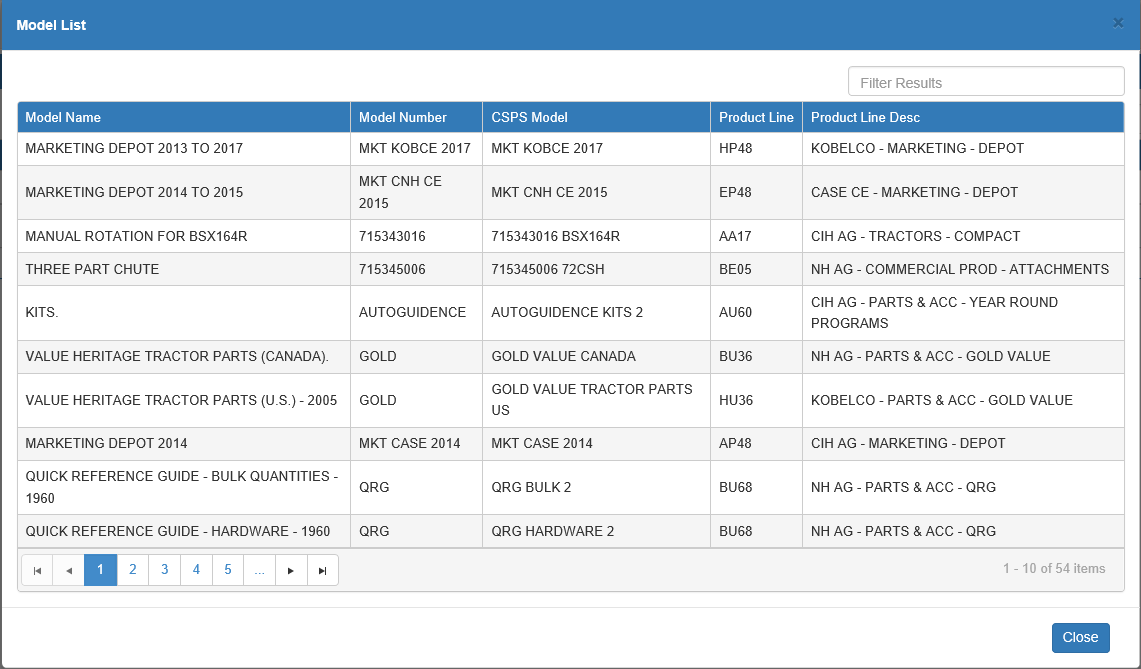 Model List
×
Filter Results
Model Name Model Number CSPS Model Product Line Product Line Desc
MARKETING DEPOT 2013 TO 2017 MKT KOBCE 2017 MKT KOBCE 2017 HP48 KOBELCO - MARKETING - DEPOT
MARKETING DEPOT 2014 TO 2015 MKT CNH CE 2015 MKT CNH CE 2015 EP48 CASE CE - MARKETING - DEPOT
MANUAL ROTATION FOR BSX164R 715343016 715343016 BSX164R AA17 CIH AG - TRACTORS - COMPACT
THREE PART CHUTE 715345006 715345006 72CSH BE05 NH AG - COMMERCIAL PROD - ATTACHMENTS
KITS. AUTOGUIDENCE AUTOGUIDENCE KITS 2 AU60 CIH AG - PARTS & ACC - YEAR ROUND PROGRAMS
VALUE HERITAGE TRACTOR PARTS (CANADA). GOLD GOLD VALUE CANADA BU36 NH AG - PARTS & ACC - GOLD VALUE
VALUE HERITAGE TRACTOR PARTS (U.S.) - 2005 GOLD GOLD VALUE TRACTOR PARTS US HU36 KOBELCO - PARTS & ACC - GOLD VALUE
MARKETING DEPOT 2014 MKT CASE 2014 MKT CASE 2014 AP48 CIH AG - MARKETING - DEPOT
QUICK REFERENCE GUIDE - BULK QUANTITIES - 1960 QRG QRG BULK 2 BU68 NH AG - PARTS & ACC - QRG
QUICK REFERENCE GUIDE - HARDWARE - 1960 QRG QRG HARDWARE 2 BU68 NH AG - PARTS & ACC - QRG
1 2 3 4 5 ... 1 - 10 of 54 items
Close